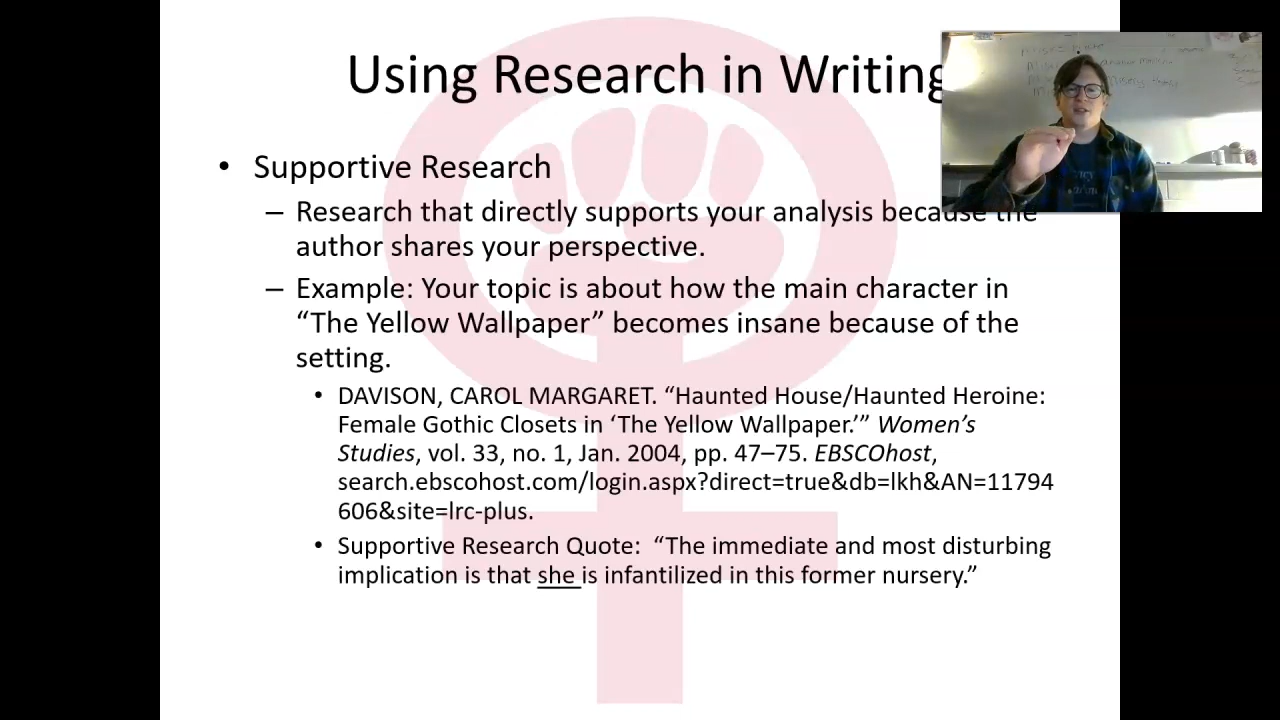 Using Research in Writing
• Supportive Research
– Research that directly supports your analysis because the
author shares your perspective.
– Example: Your topic is about how the main character in
“The Yellow Wallpaper” becomes insane because of the
setting.
• DAVISON, CAROL MARGARET. “Haunted House/Haunted Heroine:
Female Gothic Closets in ‘The Yellow Wallpaper.’” Women’s
Studies, vol. 33, no. 1, Jan. 2004, pp. 47–75. EBSCOhost,
search.ebscohost.com/login.aspx?direct=true&db=lkh&AN=11794
606&site=lrc-plus.
• Supportive Research Quote: “The immediate and most disturbing
implication is that she is infantilized in this former nursery.”